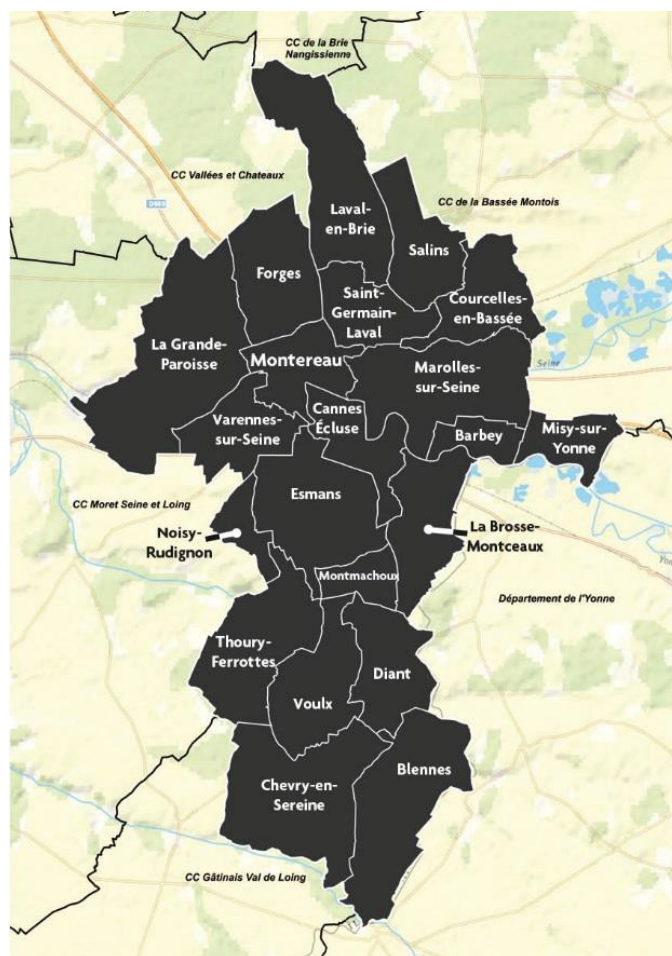 CC de la Brie
Nangissienne
CC Vallées et Chateaux
CC de la Bassée Montois
Laval-
en-Brie
Salins
Forges
Saint-
Germain-
Laval
Courcelles-
en-Bassée
La Grande-
Paroisse
Montereau
Marolles-
sur-Seine
Seine
Varennes-
sur-Seine
Cannes
Écluse
Barbey
Misy-sur-
Yonne
Esmans
CC Moret Seine et Loing
Noisy-
Rudignon
La Brosse-
Montceaux
Montmachoux
Département de l'Yonne
Thoury-
Ferrottes
Voulx
Diant
Chevry-en-
Sereine
Blennes
CC Gâtinais Val de Loing